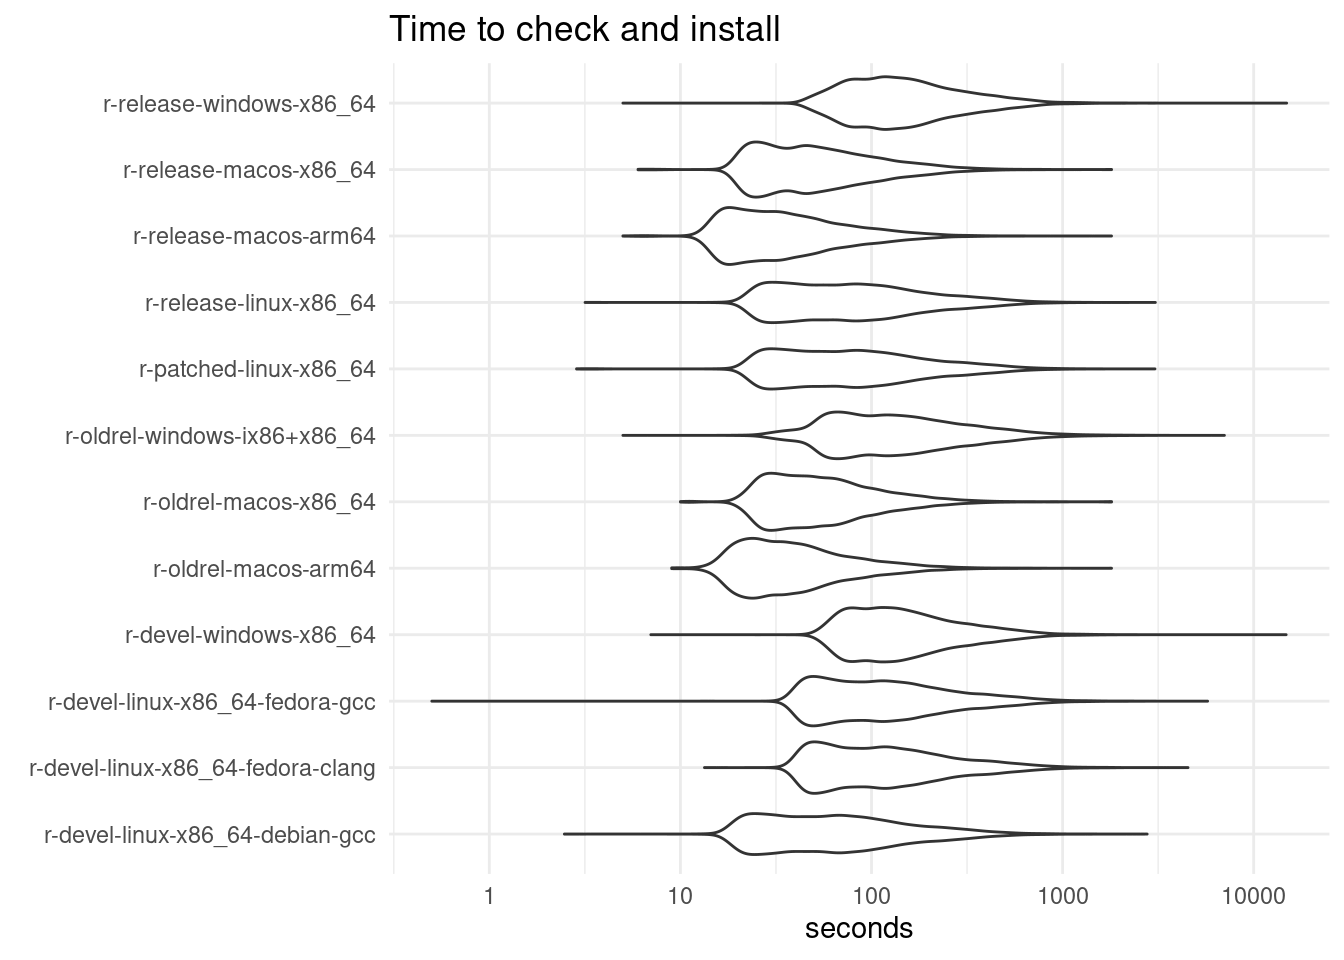 Time to check and install
r-release-windows-x86_64
r-release-macos-x86_64
r-release-macos-arm64
r-release-linux-x86_64
r-patched-linux-x86_64
r-oldrel-windows-ix86+x86_64
r-oldrel-macos-x86_64
r-oldrel-macos-arm64
r-devel-windows-x86_64
r-devel-linux-x86_64-fedora-gcc
r-devel-linux-x86_64-fedora-clang
r-devel-linux-x86_64-debian-gcc
1 10 100 1000 10000
seconds